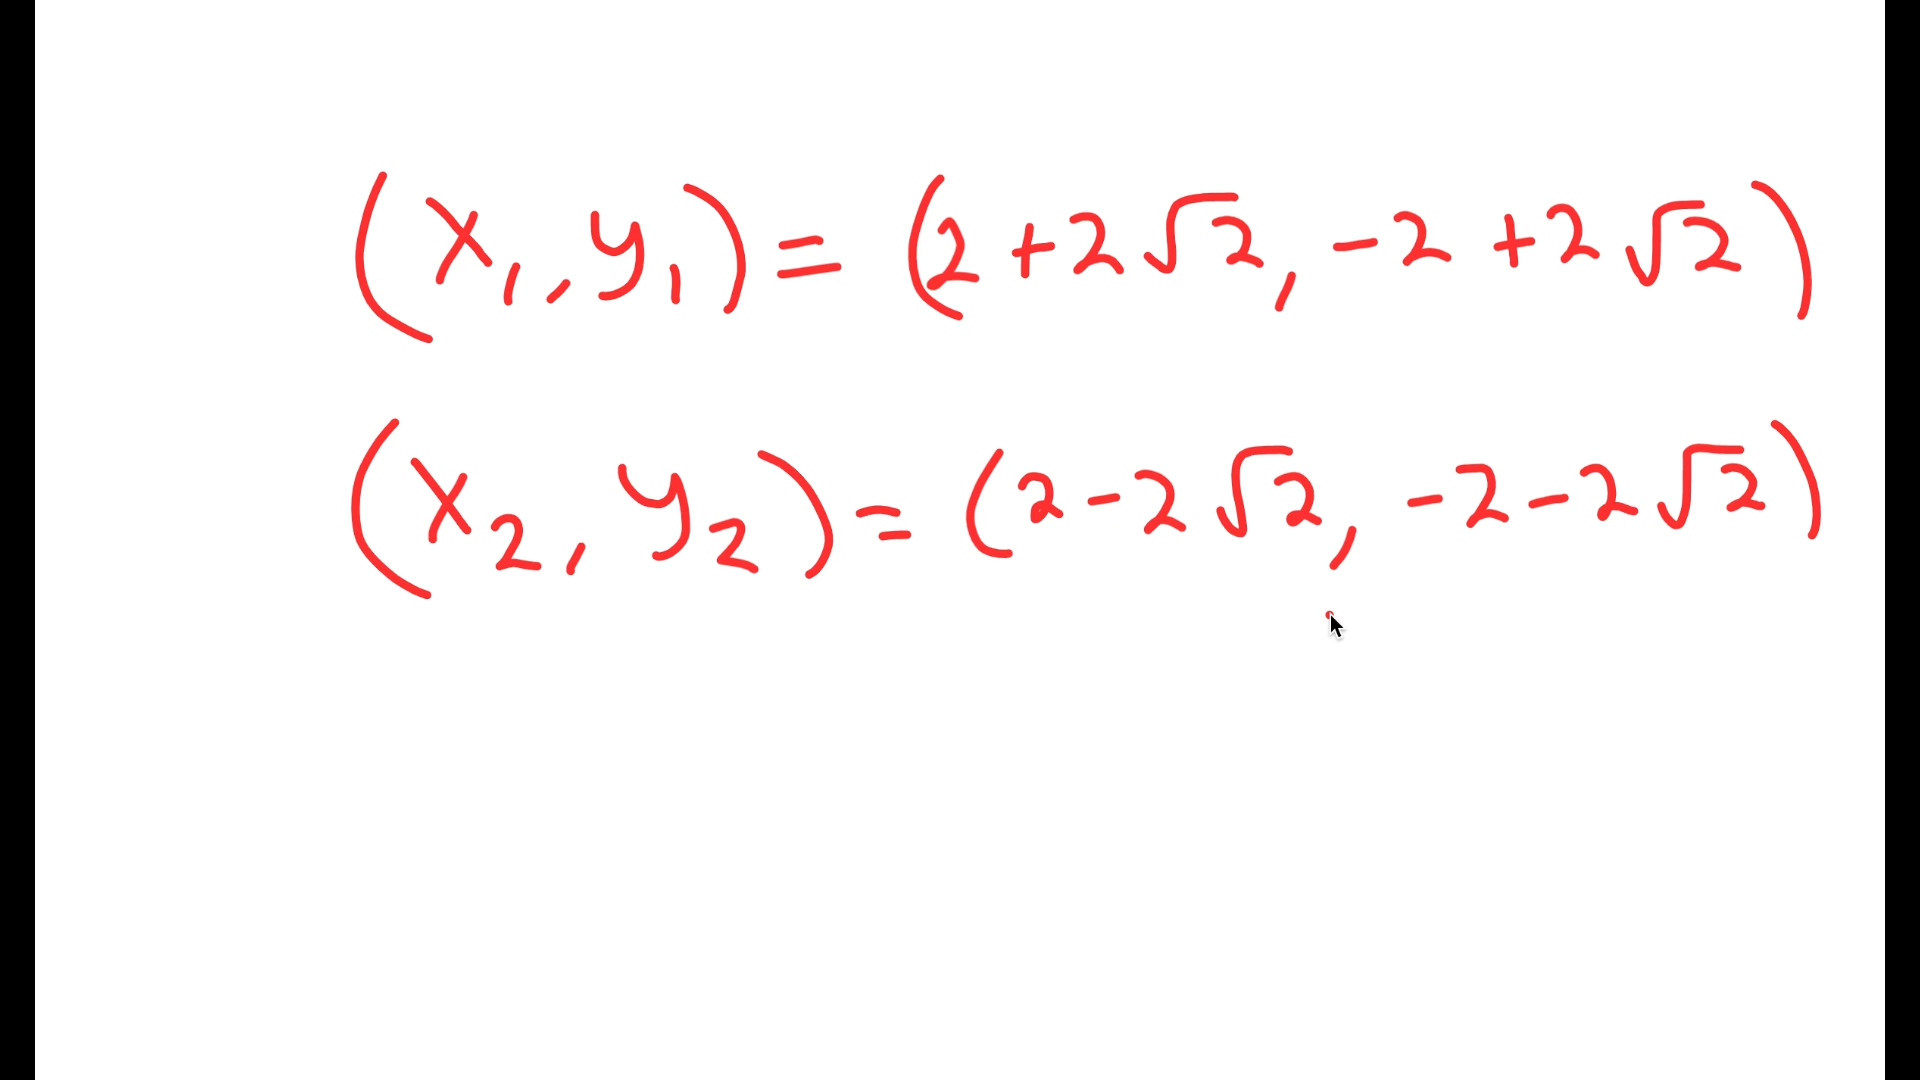 (x₁, y₁) = (2 + 2√2, -2 + 2√2)
(x₂, y₂) = (2 - 2√2, -2 - 2√2)